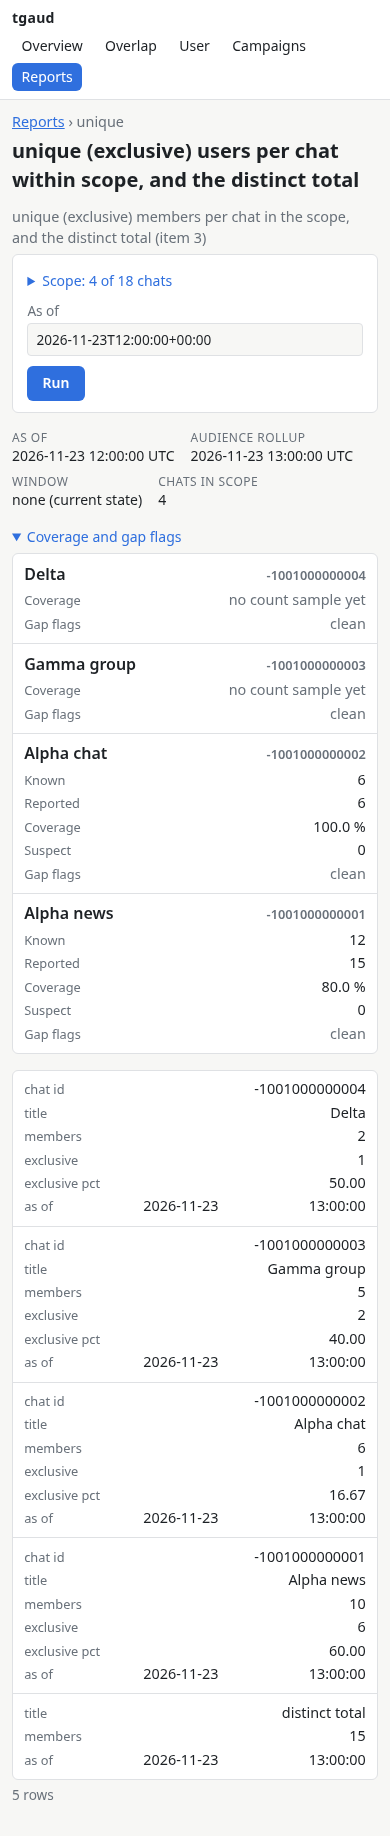 tgaud
Overview Overlap User Campaigns
Reports
Reports › unique
unique (exclusive) users per chat
within scope, and the distinct total
unique (exclusive) members per chat in the scope,
and the distinct total (item 3)
▶ Scope: 4 of 18 chats
As of
2026-11-23T12:00:00+00:00
Run
AS OF AUDIENCE ROLLUP
2026-11-23 12:00:00 UTC 2026-11-23 13:00:00 UTC
WINDOW CHATS IN SCOPE
none (current state) 4
▼ Coverage and gap flags
Delta -1001000000004
Coverage no count sample yet
Gap flags clean
Gamma group -1001000000003
Coverage no count sample yet
Gap flags clean
Alpha chat -1001000000002
Known 6
Reported 6
Coverage 100.0 %
Suspect 0
Gap flags clean
Alpha news -1001000000001
Known 12
Reported 15
Coverage 80.0 %
Suspect 0
Gap flags clean
chat id -1001000000004
title Delta
members 2
exclusive 1
exclusive pct 50.00
as of 2026-11-23 13:00:00
chat id -1001000000003
title Gamma group
members 5
exclusive 2
exclusive pct 40.00
as of 2026-11-23 13:00:00
chat id -1001000000002
title Alpha chat
members 6
exclusive 1
exclusive pct 16.67
as of 2026-11-23 13:00:00
chat id -1001000000001
title Alpha news
members 10
exclusive 6
exclusive pct 60.00
as of 2026-11-23 13:00:00
title distinct total
members 15
as of 2026-11-23 13:00:00
5 rows